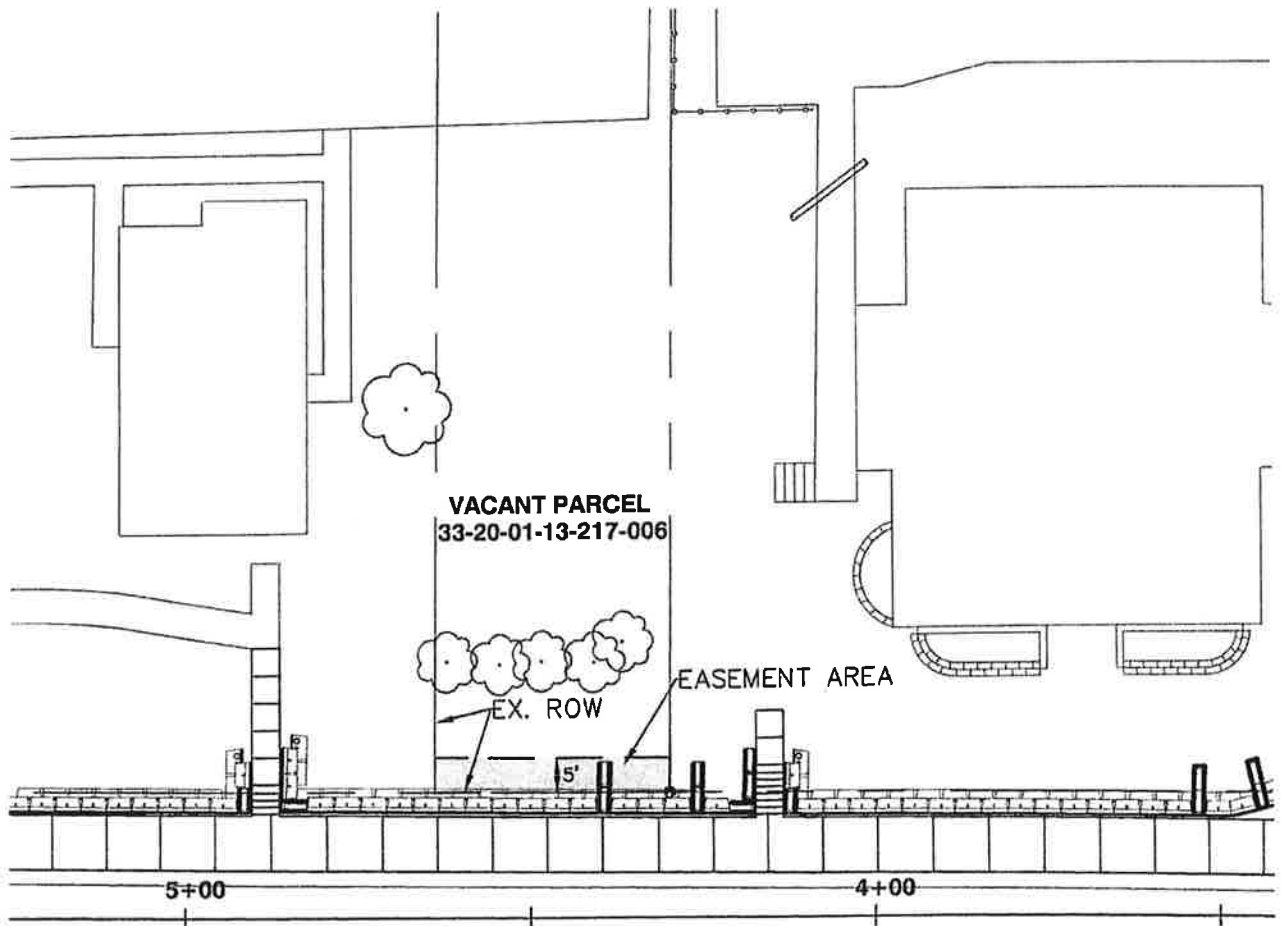 VACANT PARCEL
33-20-01-13-217-006
EASEMENT AREA
EX. ROW
5'
5+00
4+00